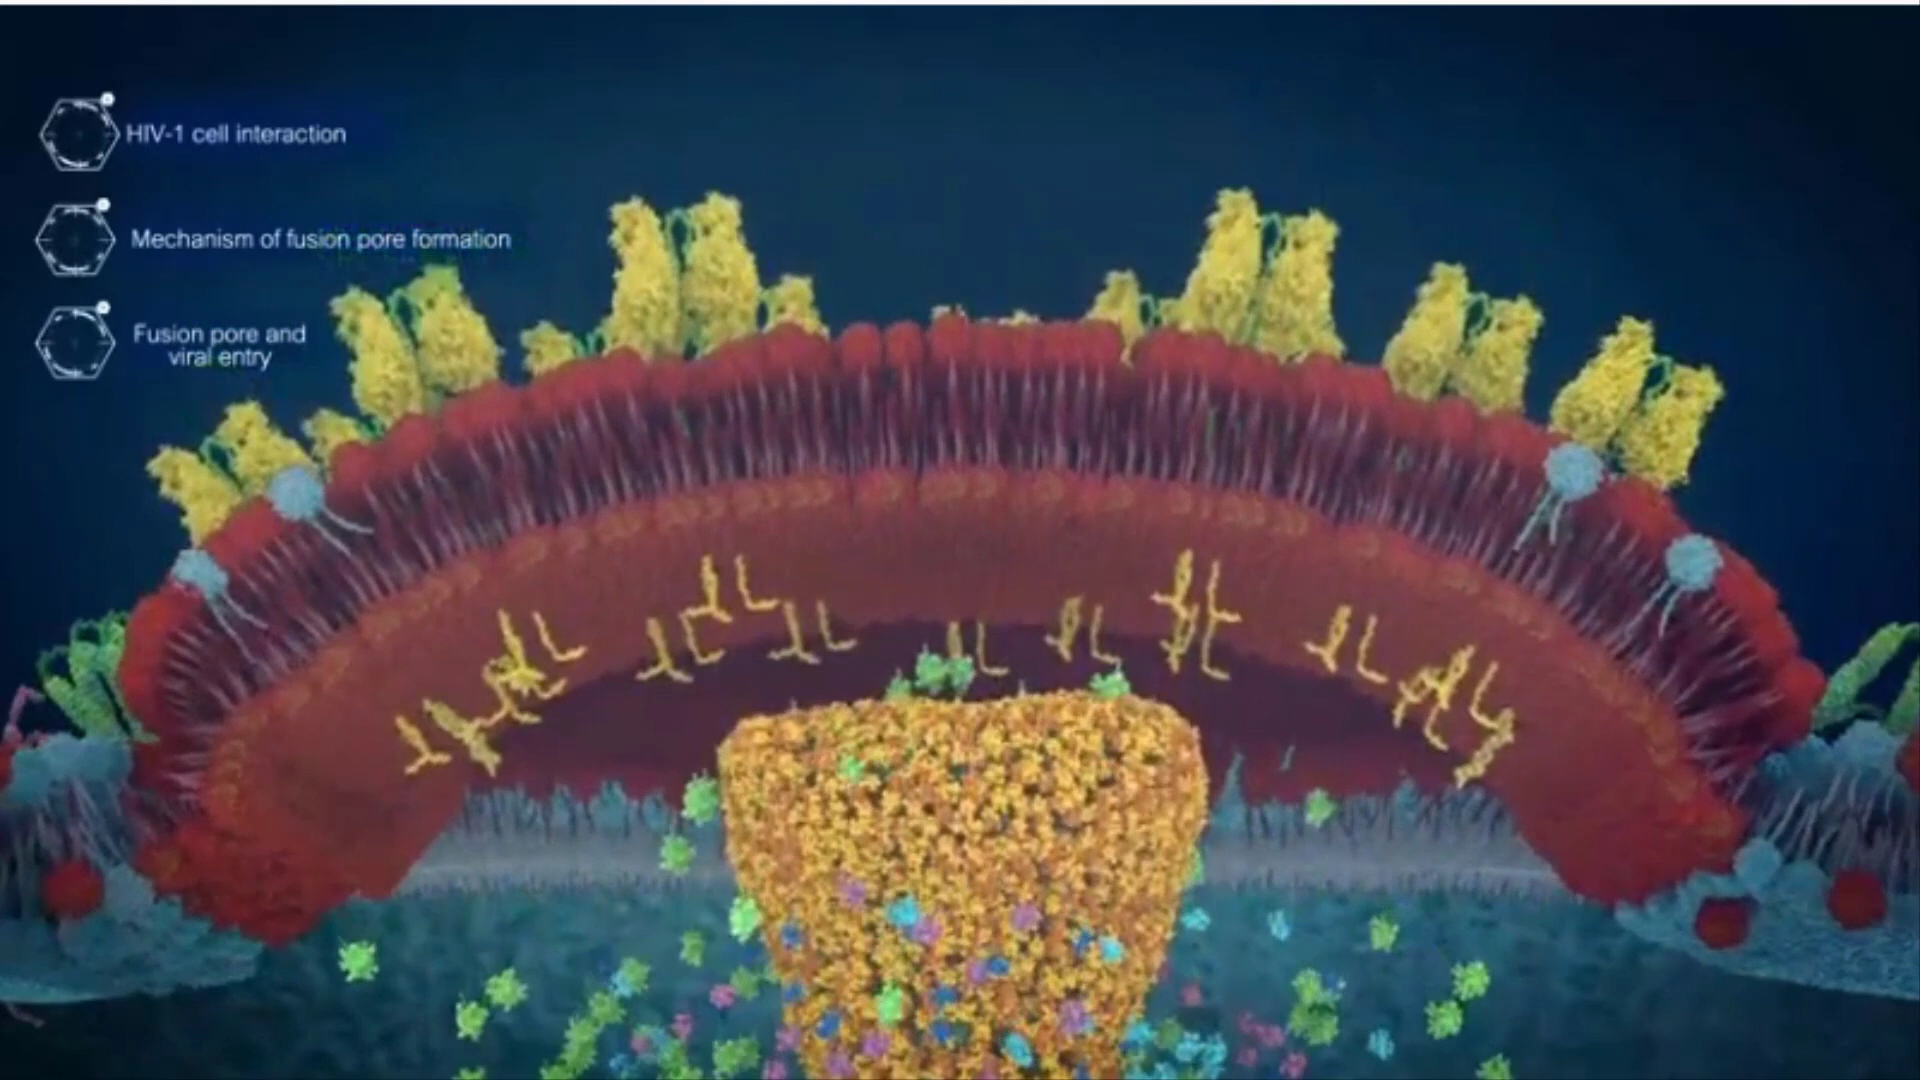 HIV-1 cell interaction
Mechanism of fusion pore formation
Fusion pore and
viral entry